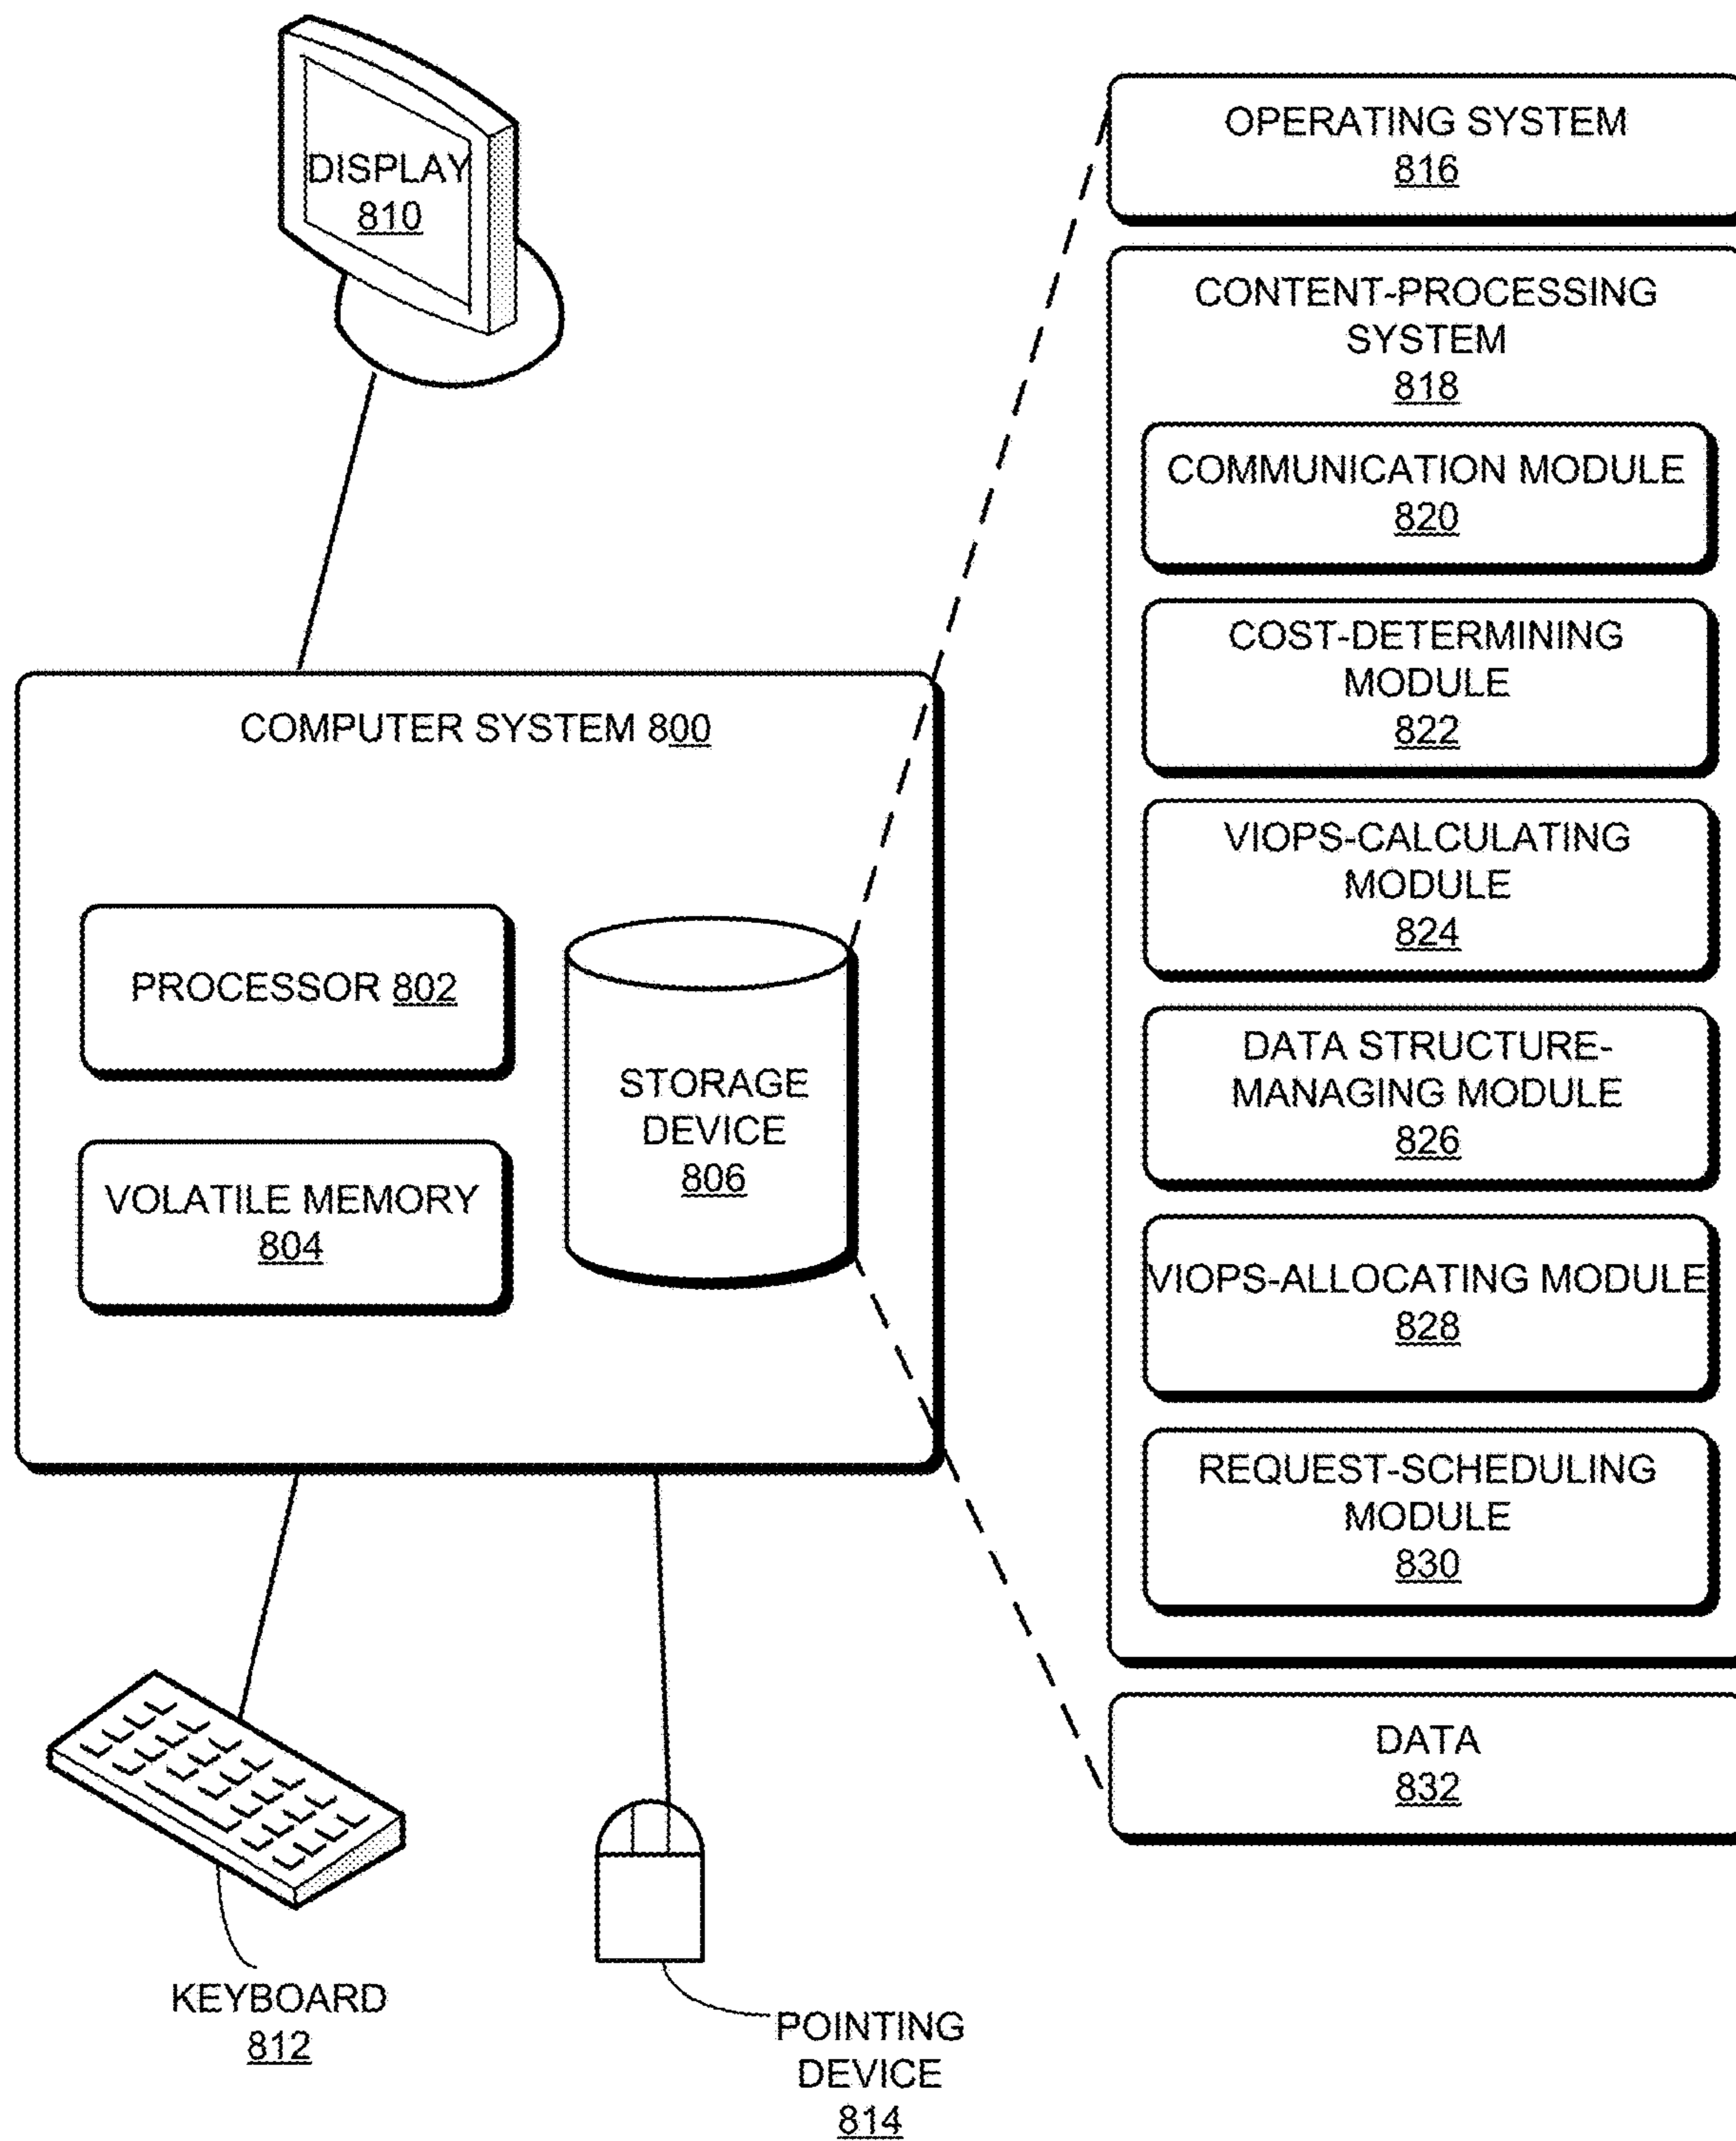 DISPLAY
810
COMPUTER SYSTEM 800
PROCESSOR 802
VOLATILE MEMORY
804
STORAGE
DEVICE
806
KEYBOARD
812
POINTING
DEVICE
814
OPERATING SYSTEM
816
CONTENT-PROCESSING
SYSTEM
818
COMMUNICATION MODULE
820
COST-DETERMINING
MODULE
822
VIOPS-CALCULATING
MODULE
824
DATA STRUCTURE-
MANAGING MODULE
826
VIOPS-ALLOCATING MODULE
828
REQUEST-SCHEDULING
MODULE
830
DATA
832